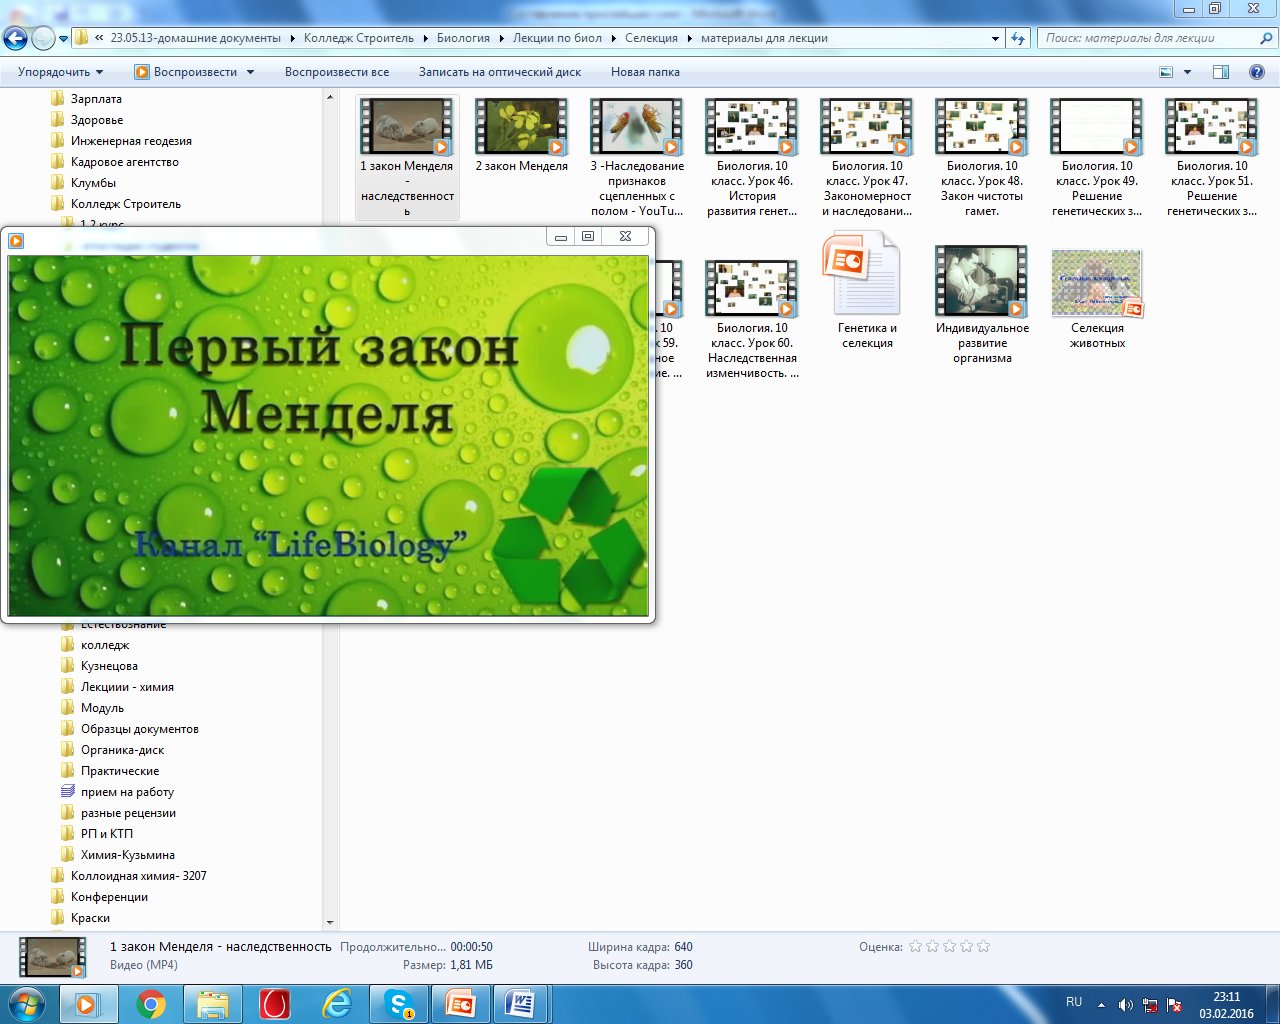 23.05.13-домашние документы
Колледж Строитель
Биология
Лекции по биол
Селекция
материалы для лекции
Поиск: материалы для лекции
Упорядочить
Воспроизвести
Воспроизвести все
Записать на оптический диск
Новая папка
Зарплата
Здоровье
Инженерная геодезия
Кадровое агентство
Клумбы
Колледж Строитель
1 закон Менделя
-
наследственност
ь
2 закон Менделя
3 -Наследование
признаков
сцепленных с
полом - YouTu...
Биология. 10
класс. Урок 46.
История
развития генет...
Биология. 10
класс. Урок 47.
Закономерност
и наследовани...
Биология. 10
класс. Урок 48.
Закон чистоты
гамет.
Биология. 10
класс. Урок 49.
Решение
генетических з...
Биология. 10
класс. Урок 51.
Решение
генетических з...
Первый закон
Менделя
Канал “LifeBiology”
10
59.
ное
ие. ...
Биология. 10
класс. Урок 60.
Наследственная
изменчивость. ...
Генетика и
селекция
Индивидуальное
развитие
организма
Селекция
животных
Естествознание
колледж
Кузнецова
Лекциии - химия
Модуль
Образцы документов
Органика-диск
Практические
прием на работу
разные рецензии
РП и КТП
Химия-Кузьмина
Коллоидная химия- 3207
Конференции
Краски
1 закон Менделя - наследственность
Видео (MP4)
Продолжительно... 00:00:50
Размер: 1,81 МБ
Ширина кадра: 640
Высота кадра: 360
Оценка:
RU
23:11
03.02.2016